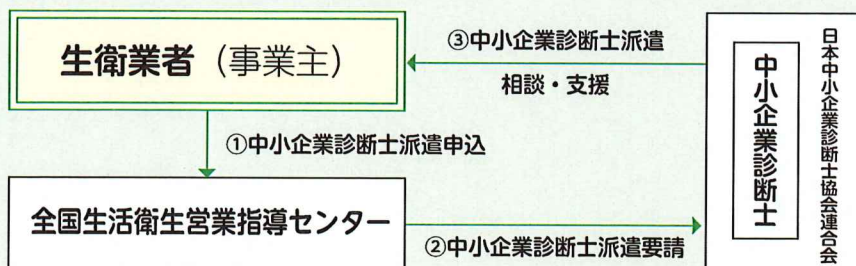 生衛業者（事業主）
③中小企業診断士派遣
相談・支援
中小企業診断士
日本中小企業診断士協会連合会
①中小企業診断士派遣申込
全国生活衛生営業指導センター
②中小企業診断士派遣要請